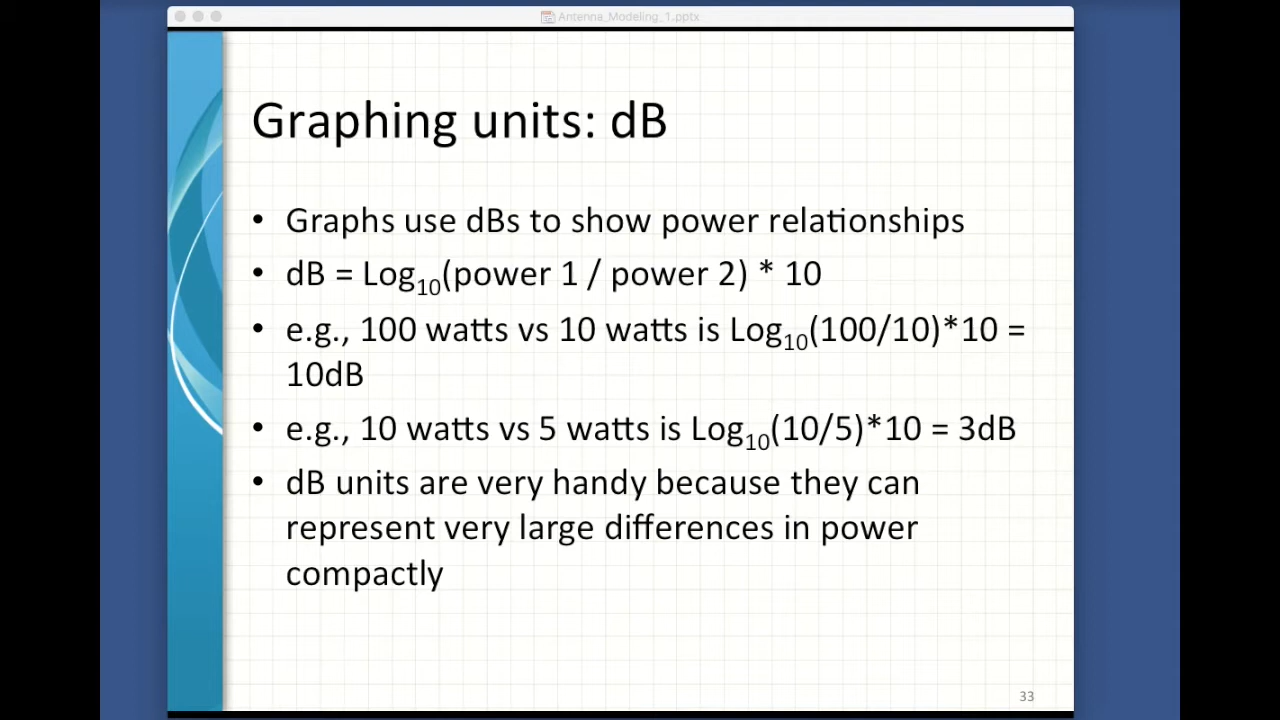 Antenna_Modeling_1.pptx
Graphing units: dB
• Graphs use dBs to show power relationships
• dB = Log₁₀(power 1 / power 2) * 10
• e.g., 100 watts vs 10 watts is Log₁₀(100/10)*10 =
10dB
• e.g., 10 watts vs 5 watts is Log₁₀(10/5)*10 = 3dB
• dB units are very handy because they can
represent very large differences in power
compactly
33